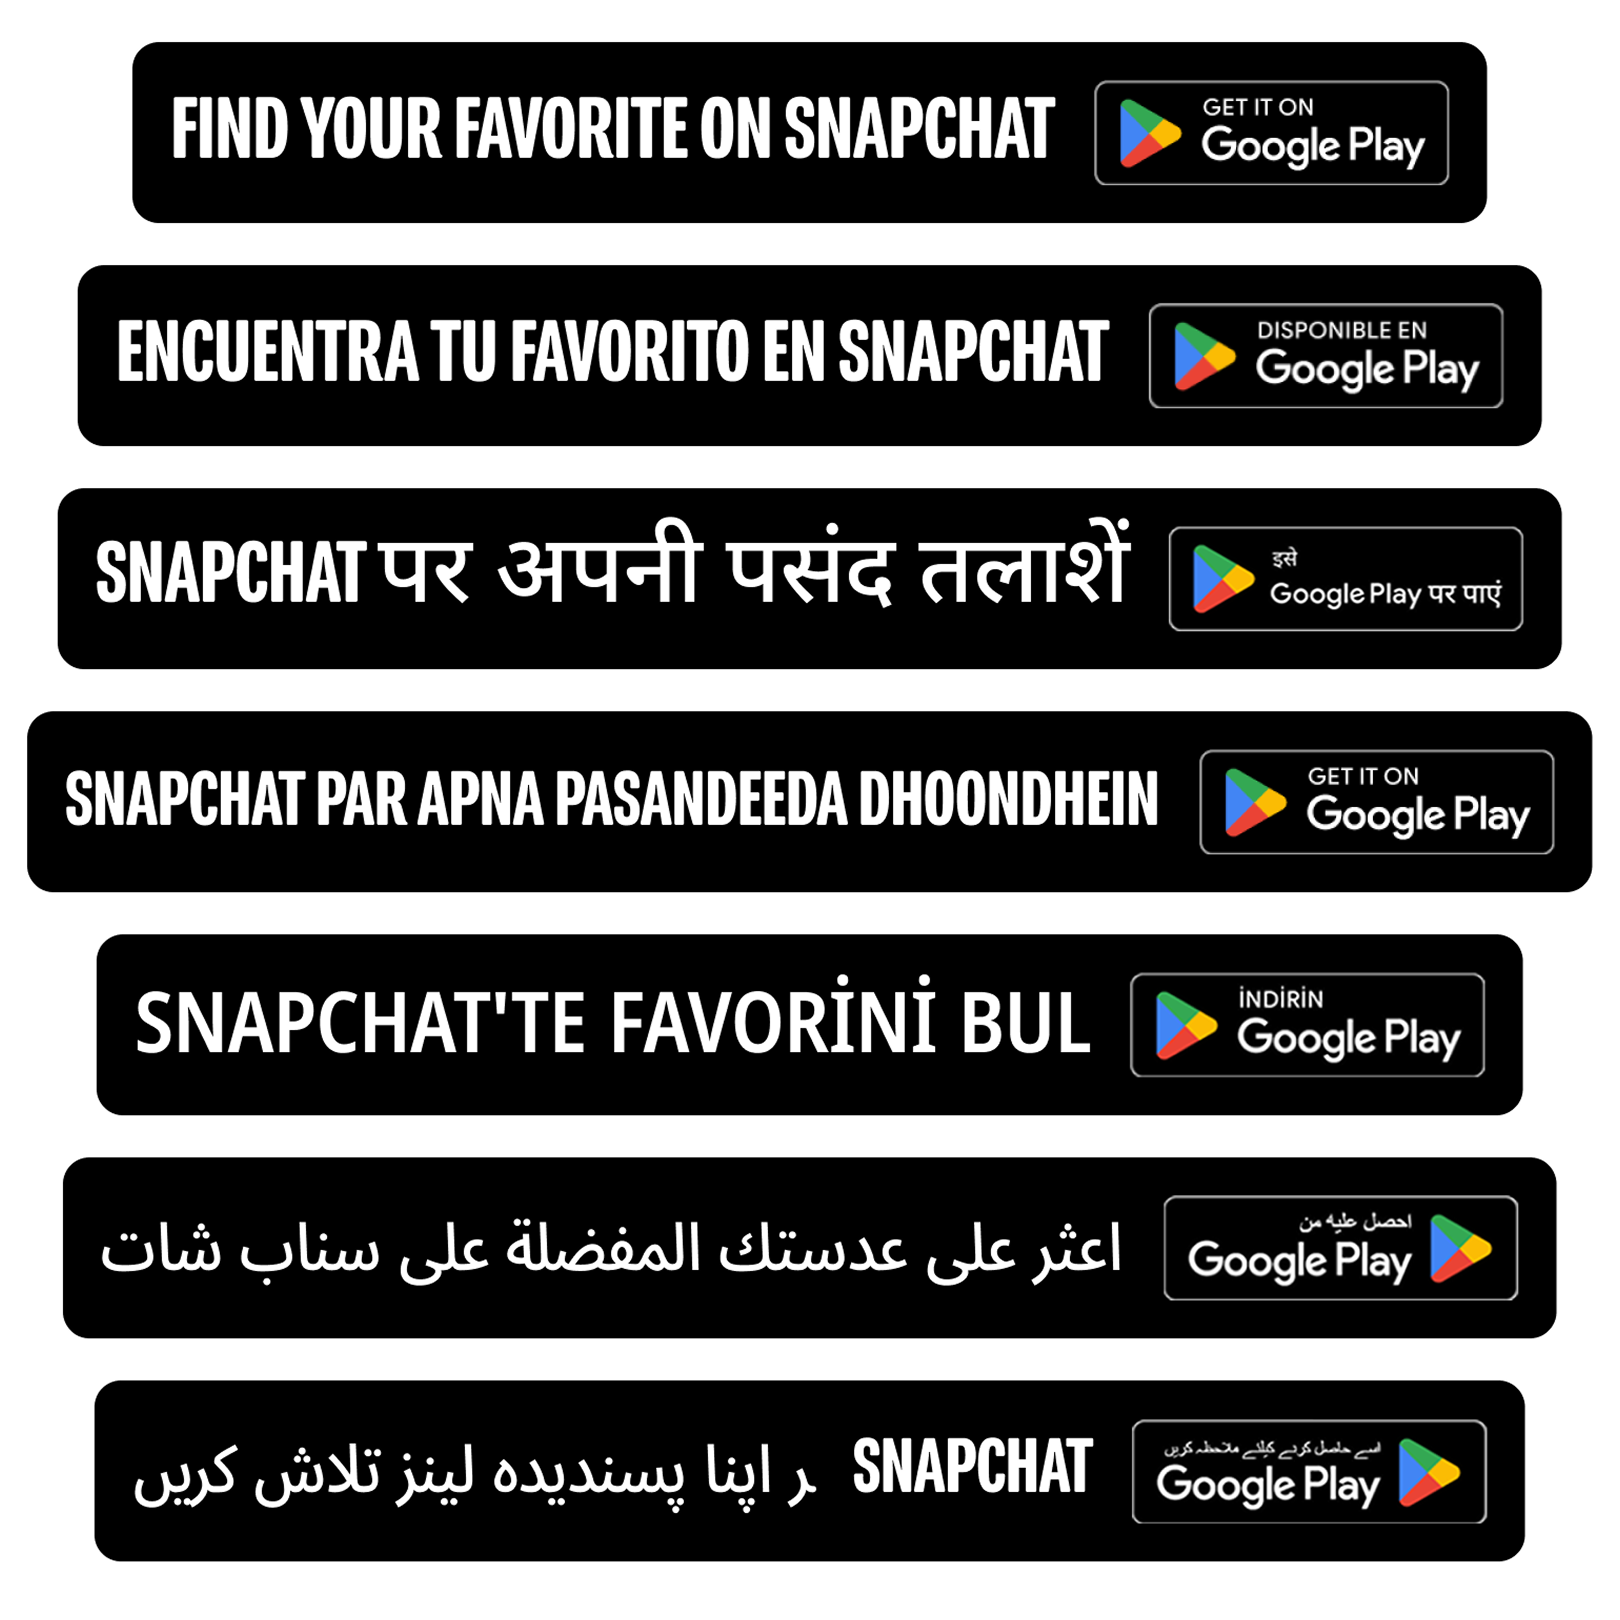 FIND YOUR FAVORITE ON SNAPCHAT
GET IT ON
Google Play
ENCUENTRA TU FAVORITO EN SNAPCHAT
DISPONIBLE EN
Google Play
SNAPCHAT पर अपनी पसंद तलाशें
इसे
Google Play पर पाएं
SNAPCHAT PAR APNA PASANDEEDA DHOONDHEIN
GET IT ON
Google Play
SNAPCHAT'TE FAVORİNİ BUL
İNDİRİN
Google Play
اعثر على عدستك المفضلة على سناب شات
احصل عليه من
Google Play
SNAPCHAT ـر اپنا پسندیدہ لینز تلاش کریں
اسے حاصل کرنے کیلئے ملاحظہ کریں
Google Play